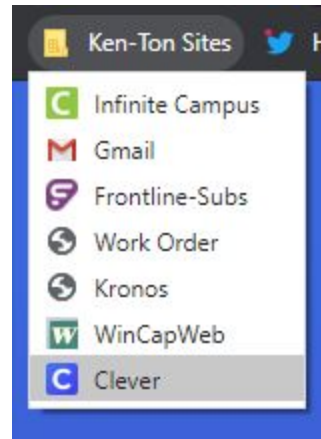 Ken-Ton Sites
H
C Infinite Campus
M Gmail
Frontline-Subs
Work Order
Kronos
W WinCapWeb
C Clever